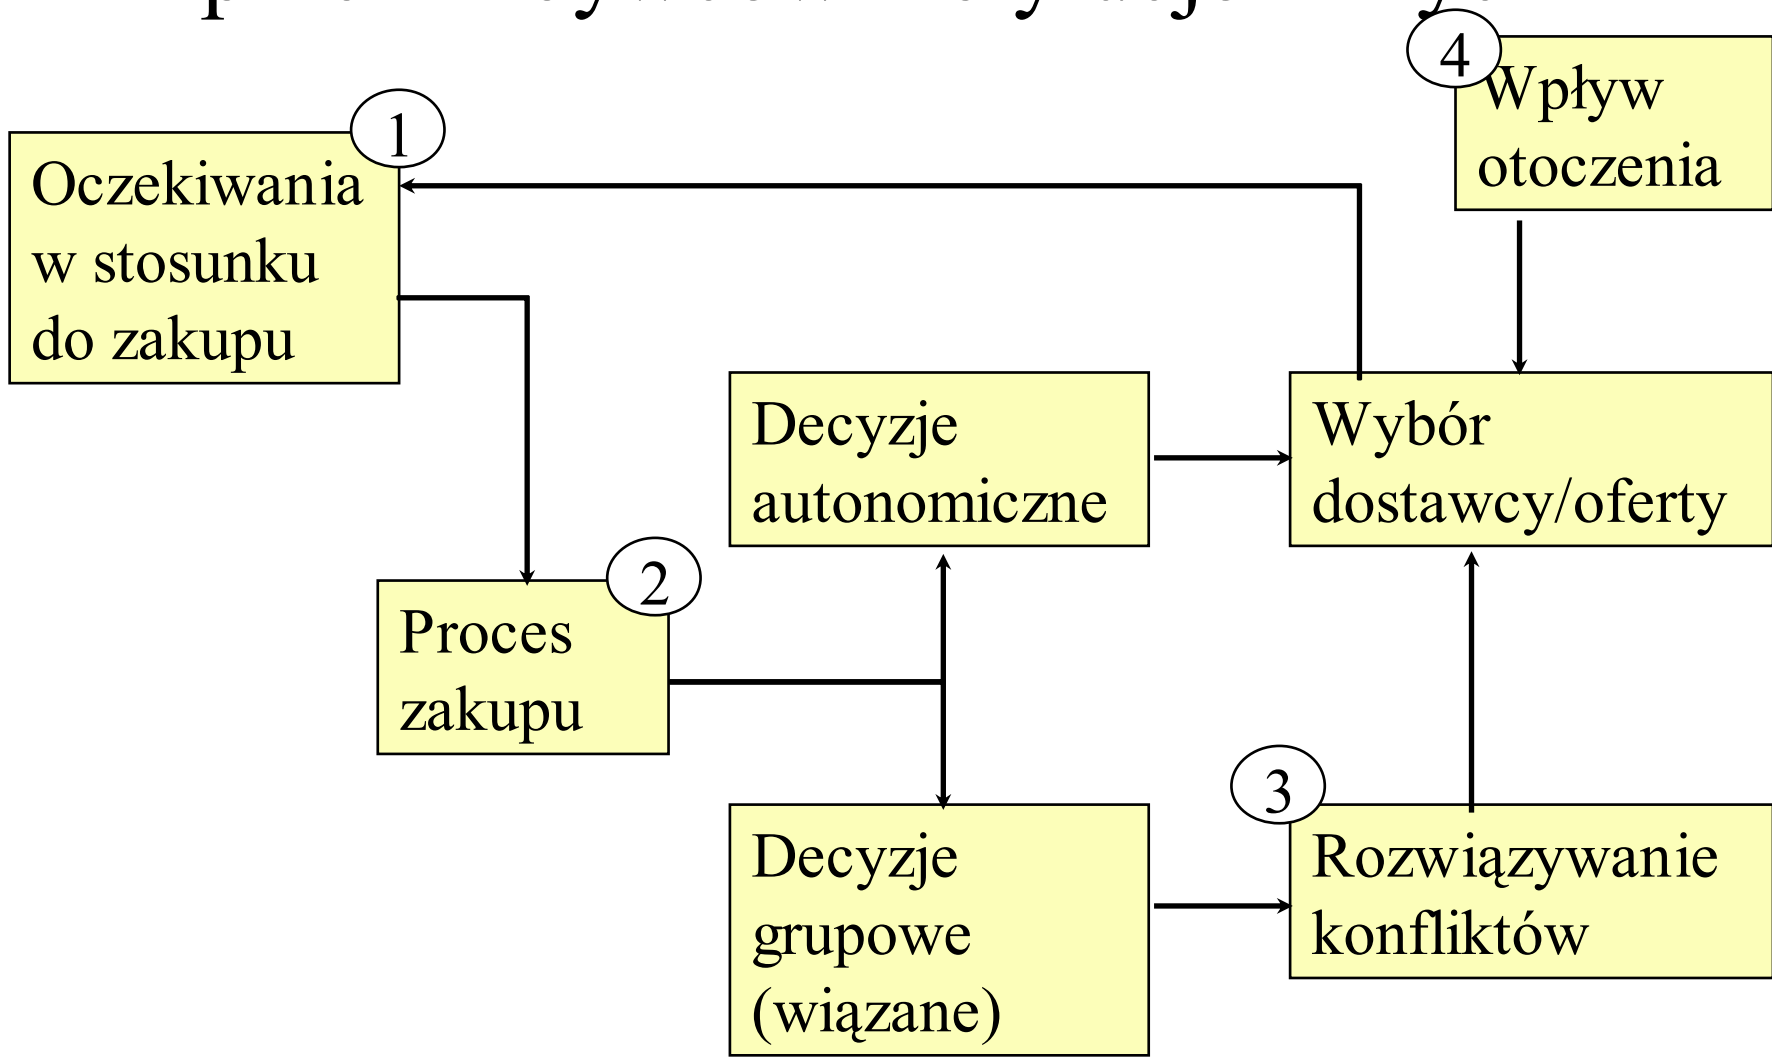 4
Wpływ
otoczenia
1
Oczekiwania
w stosunku
do zakupu
Decyzje
autonomiczne
Wybór
dostawcy/oferty
2
Proces
zakupu
3
Decyzje
grupowe
(wiązane)
Rozwiązywanie
konfliktów